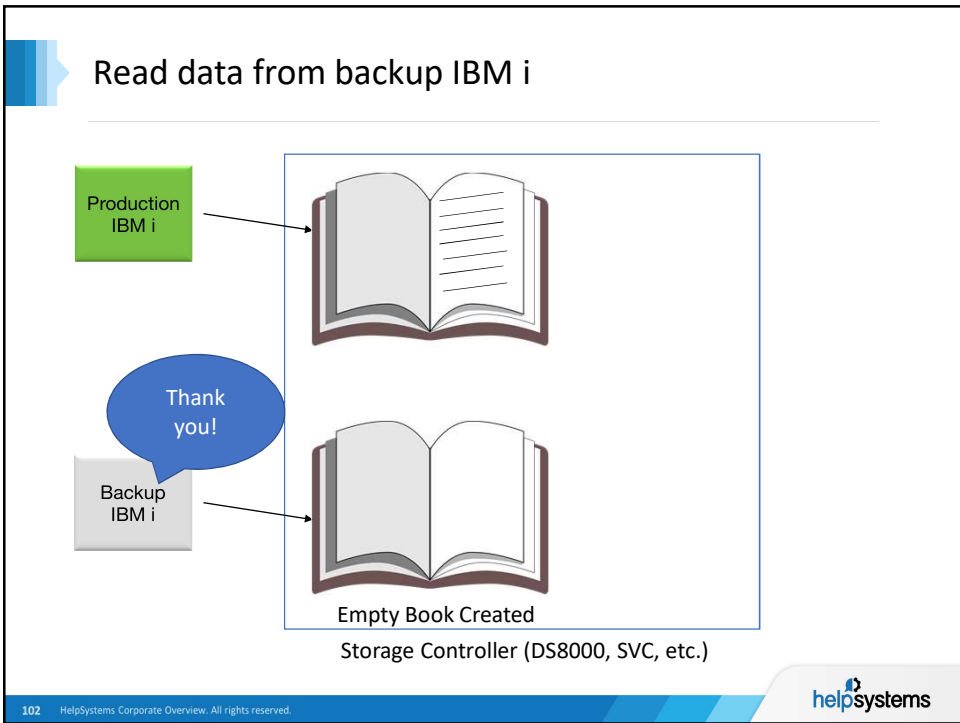 Read data from backup IBM i
Production
IBM i
Thank
you!
Backup
IBM i
Empty Book Created
Storage Controller (DS8000, SVC, etc.)
102 HelpSystems Corporate Overview. All rights reserved.
helpsystems